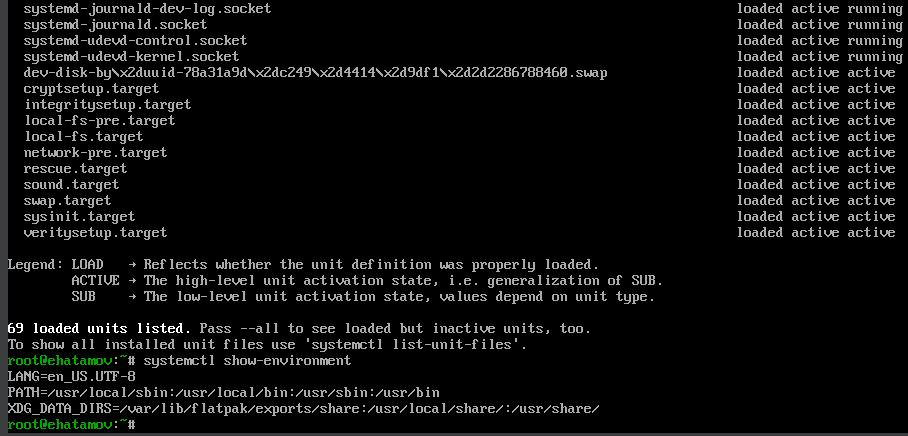 systemd-journald-dev-log.socket loaded active running
systemd-journald.socket loaded active running
systemd-udevd-control.socket loaded active running
systemd-udevd-kernel.socket loaded active running
dev-disk-by\x2duuid-78a31a9d\x2dc249\x2d4414\x2d9df1\x2d2d2286788460.swap loaded active active
cryptsetup.target loaded active active
integritysetup.target loaded active active
local-fs-pre.target loaded active active
local-fs.target loaded active active
network-pre.target loaded active active
rescue.target loaded active active
sound.target loaded active active
swap.target loaded active active
sysinit.target loaded active active
veritysetup.target loaded active active
Legend: LOAD → Reflects whether the unit definition was properly loaded.
ACTIVE → The high-level unit activation state, i.e. generalization of SUB.
SUB → The low-level unit activation state, values depend on unit type.
69 loaded units listed. Pass --all to see loaded but inactive units, too.
To show all installed unit files use 'systemctl list-unit-files'.
root@ehatamov:~# systemctl show-environment
LANG=en_US.UTF-8
PATH=/usr/local/sbin:/usr/local/bin:/usr/sbin:/usr/bin
XDG_DATA_DIRS=/var/lib/flatpak/exports/share:/usr/local/share/:/usr/share/
root@ehatamov:~#